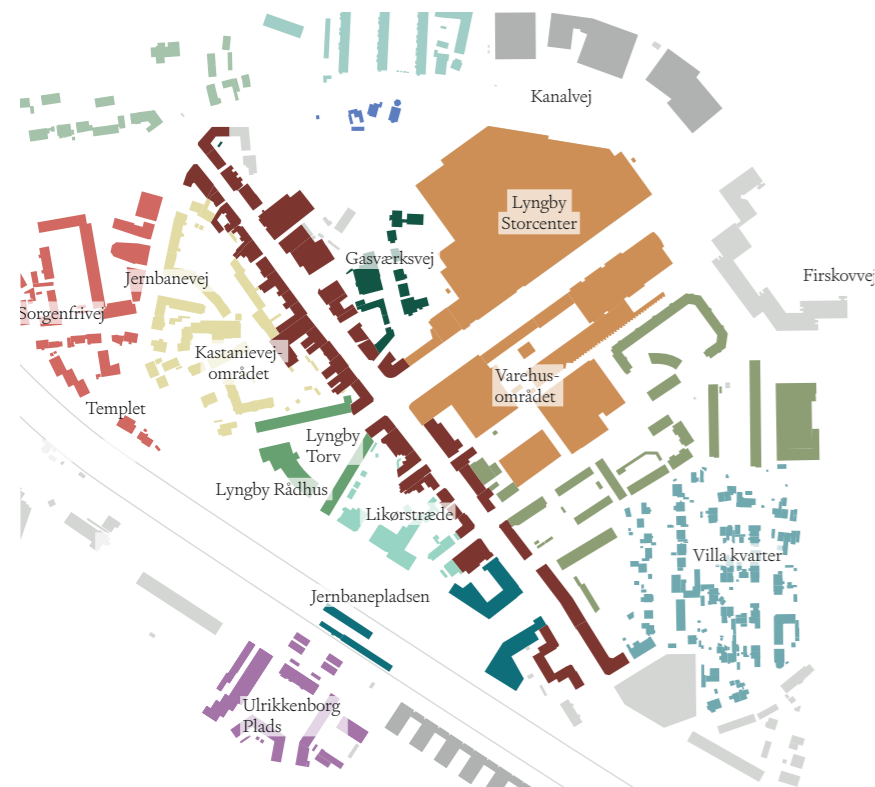 Kanalvej
Lyngby
Storcenter
Gasværksvej
Firskovvej
Jernbanevej
Sorgenfrivej
Kastanievej-
området
Varehus-
området
Templet
Lyngby
Torv
Lyngby Rådhus
Likørstræde
Villa kvarter
Jernbanepladsen
Ulrikkenborg
Plads